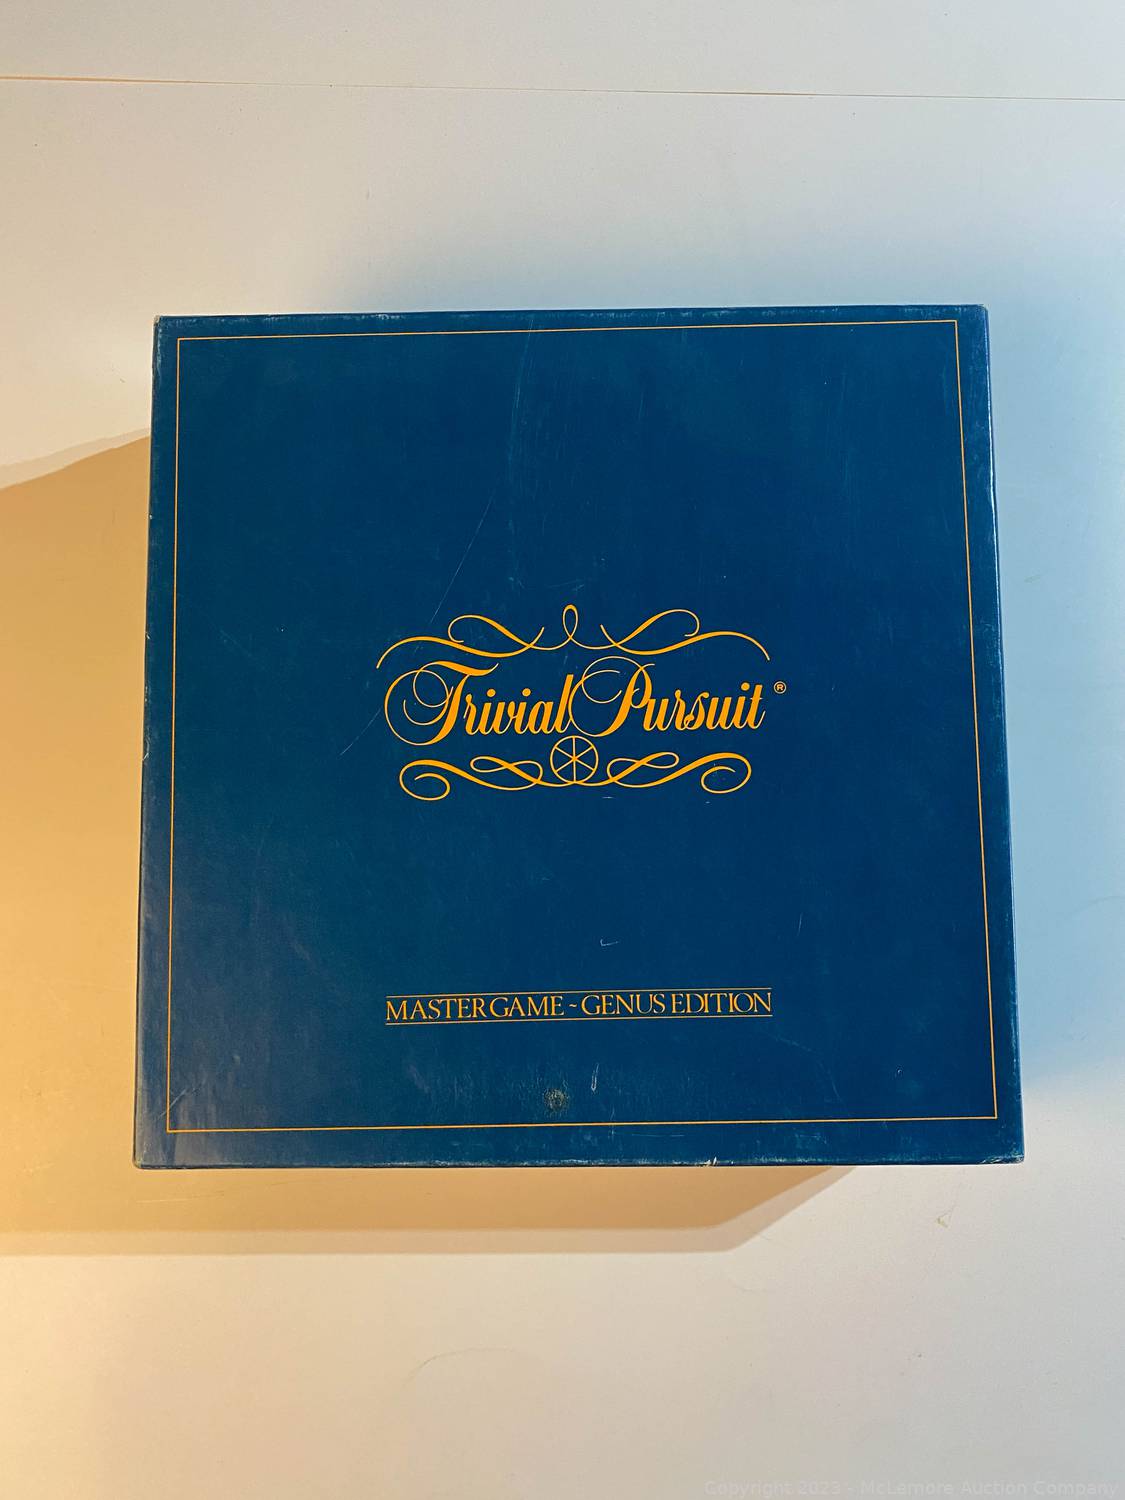 Trivial Pursuit®
MASTER GAME ~ GENUS EDITION
Copyright 2023 - McLemore Auction Company